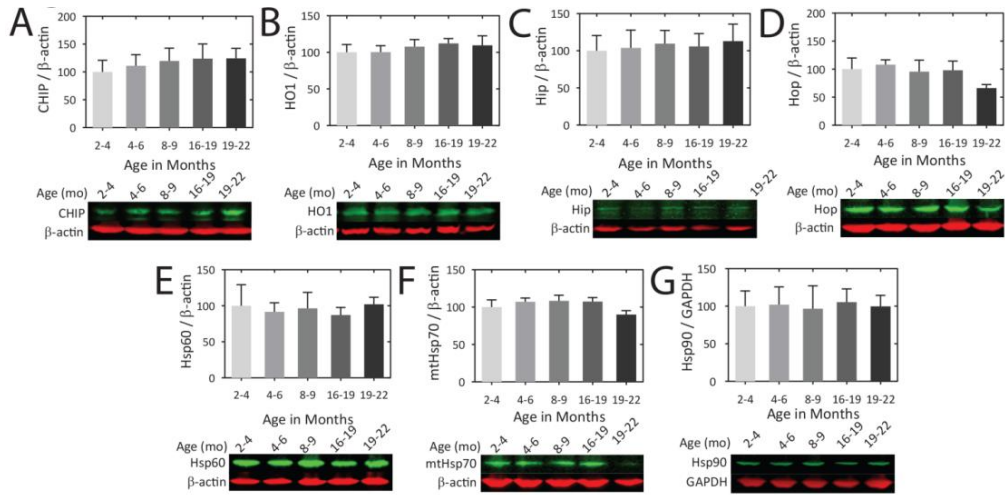 A
CHIP / β-actin
150
100
50
0
2-4 4-6 8-9 16-19 19-22
Age in Months
Age (mo) 2-4 4-6 8-9 16-19 19-22
CHIP
β-actin
B
HO1 / β-actin
150
100
50
0
2-4 4-6 8-9 16-19 19-22
Age in Months
Age (mo) 2-4 4-6 8-9 16-19 19-22
HO1
β-actin
C
Hip / β-actin
150
100
50
0
2-4 4-6 8-9 16-19 19-22
Age in Months
Age (mo) 2-4 4-6 8-9 16-19 19-22
Hip
β-actin
D
Hop / β-actin
150
100
50
0
2-4 4-6 8-9 16-19 19-22
Age in Months
Age (mo) 2-4 4-6 8-9 16-19 19-22
Hop
β-actin
E
Hsp60 / β-actin
150
100
50
0
2-4 4-6 8-9 16-19 19-22
Age in Months
Age (mo) 2-4 4-6 8-9 16-19 19-22
Hsp60
β-actin
F
mtHsp70 / β-actin
150
100
50
0
2-4 4-6 8-9 16-19 19-22
Age in Months
Age (mo) 2-4 4-6 8-9 16-19 19-22
mtHsp70
β-actin
G
Hsp90 / GAPDH
150
100
50
0
2-4 4-6 8-9 16-19 19-22
Age in Months
Age (mo) 2-4 4-6 8-9 16-19 19-22
Hsp90
GAPDH